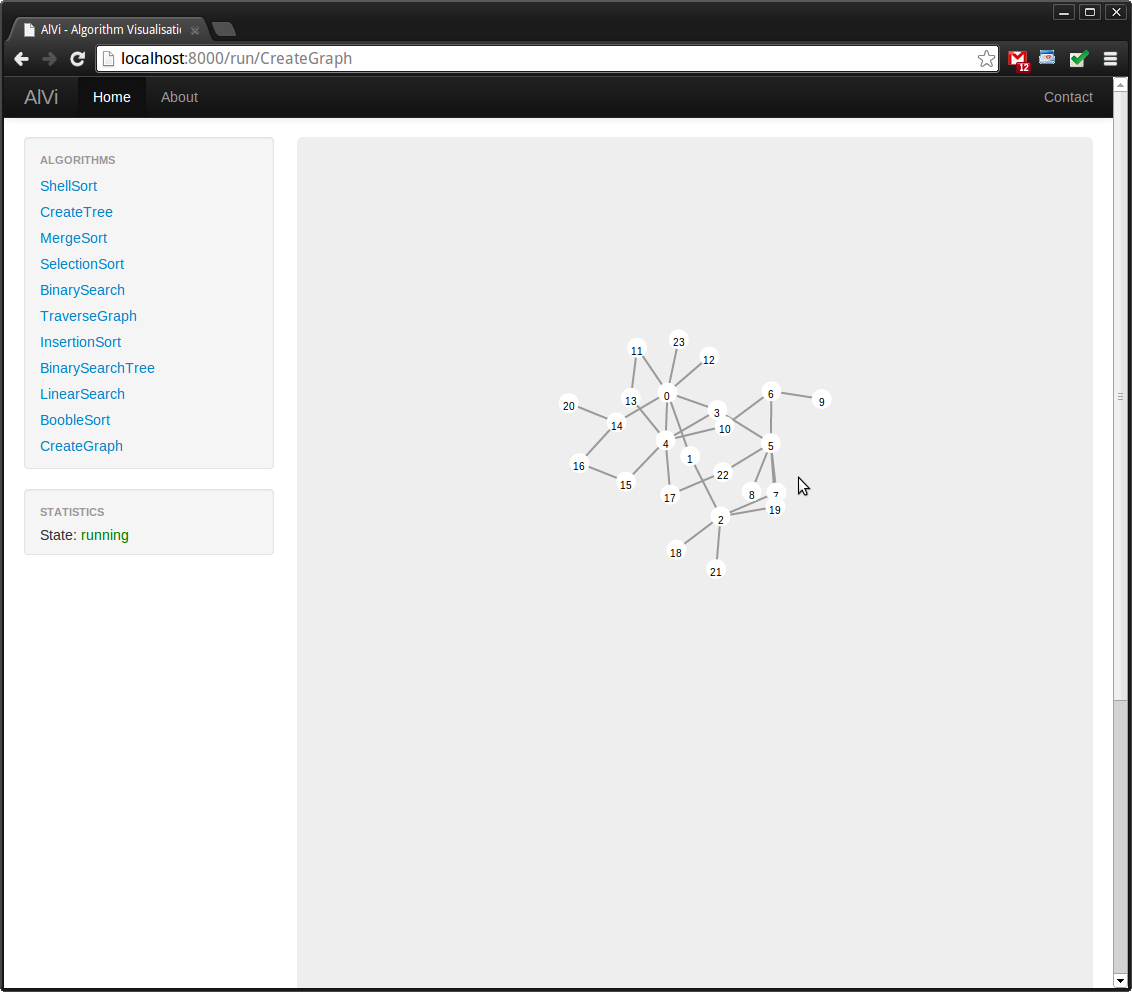 AlVi - Algorithm Visualisatio
localhost:8000/run/CreateGraph
12
AlVi Home About Contact
ALGORITHMS
ShellSort
CreateTree
MergeSort
SelectionSort
BinarySearch
TraverseGraph
InsertionSort
BinarySearchTree
LinearSearch
BoobleSort
CreateGraph
STATISTICS
State: running
23
11
12
6
0
13
9
20
3
14
10
4
5
1
16
22
15
8
7
17
19
2
18
21